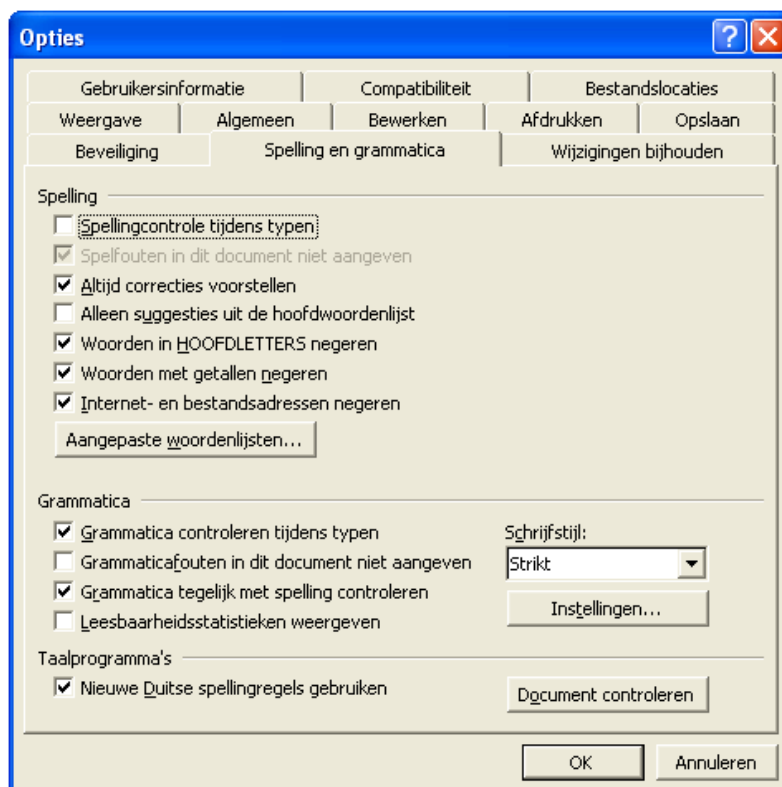 Opties
Gebruikersinformatie Compatibiliteit Bestandslocaties
Weergave Algemeen Bewerken Afdrukken Opslaan
Beveiliging Spelling en grammatica Wijzigingen bijhouden
Spelling
Spellingcontrole tijdens typen
Spelfouten in dit document niet aangeven
Altijd correcties voorstellen
Alleen suggesties uit de hoofdwoordenlijst
Woorden in HOOFDLETTERS negeren
Woorden met getallen negeren
Internet- en bestandsadressen negeren
Aangepaste woordenlijsten...
Grammatica
Grammatica controleren tijdens typen Schrijfstijl:
Grammaticafouten in dit document niet aangeven Strikt
Grammatica tegelijk met spelling controleren
Leesbaarheidsstatistieken weergeven Instellingen...
Taalprogramma's
Nieuwe Duitse spellingregels gebruiken Document controleren
OK Annuleren